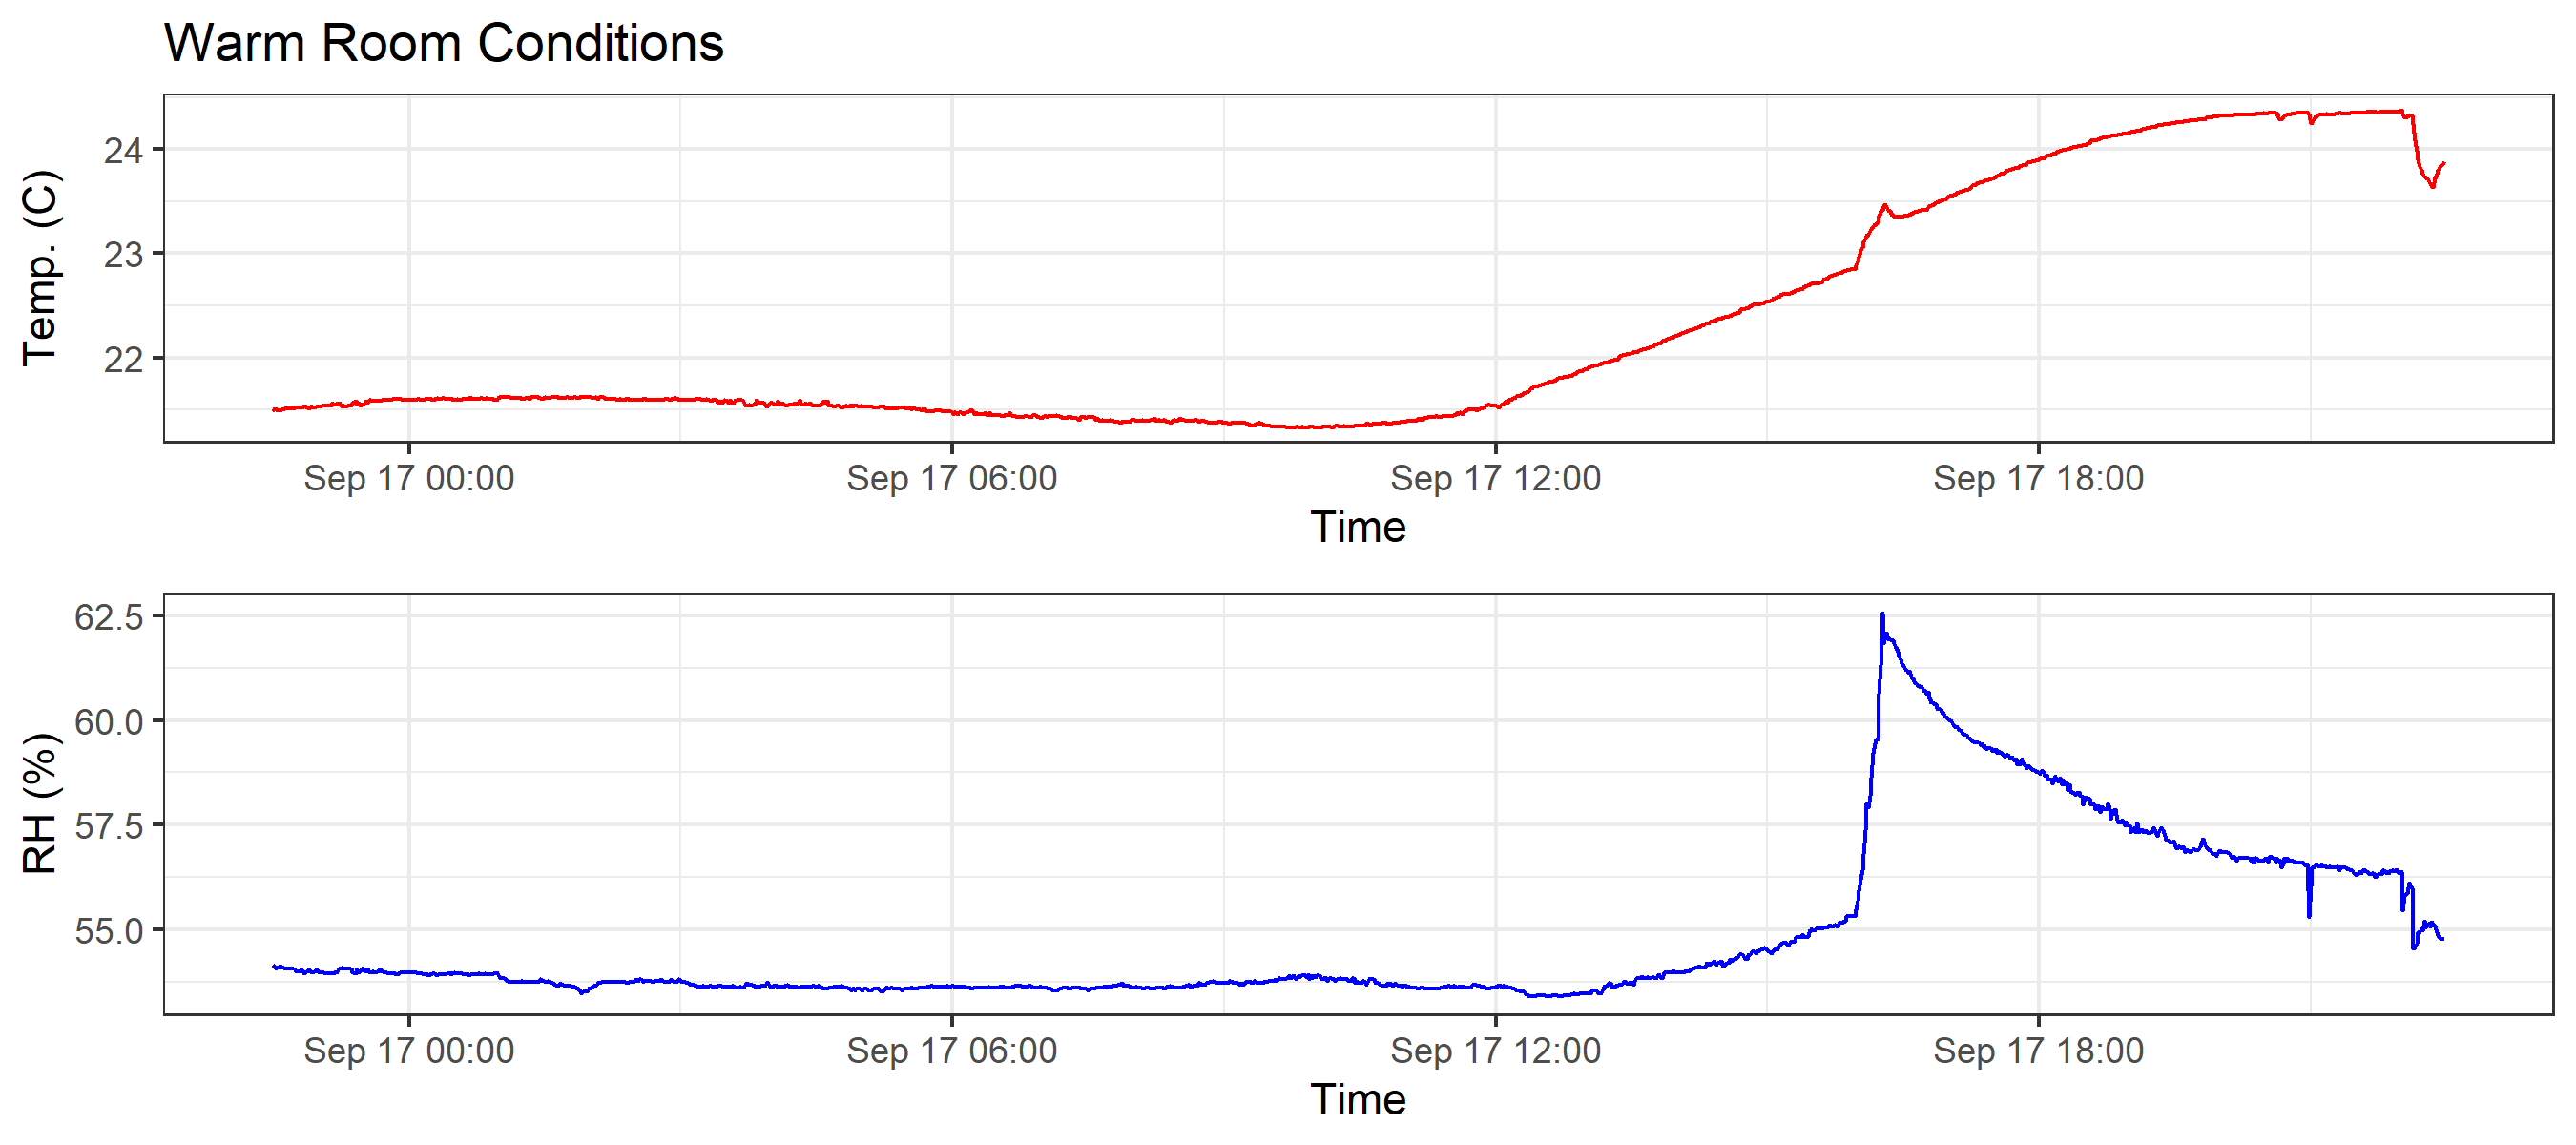 Warm Room Conditions
Temp. (C)
24
23
22
Sep 17 00:00 Sep 17 06:00 Sep 17 12:00 Sep 17 18:00
Time
RH (%)
62.5
60.0
57.5
55.0
Sep 17 00:00 Sep 17 06:00 Sep 17 12:00 Sep 17 18:00
Time